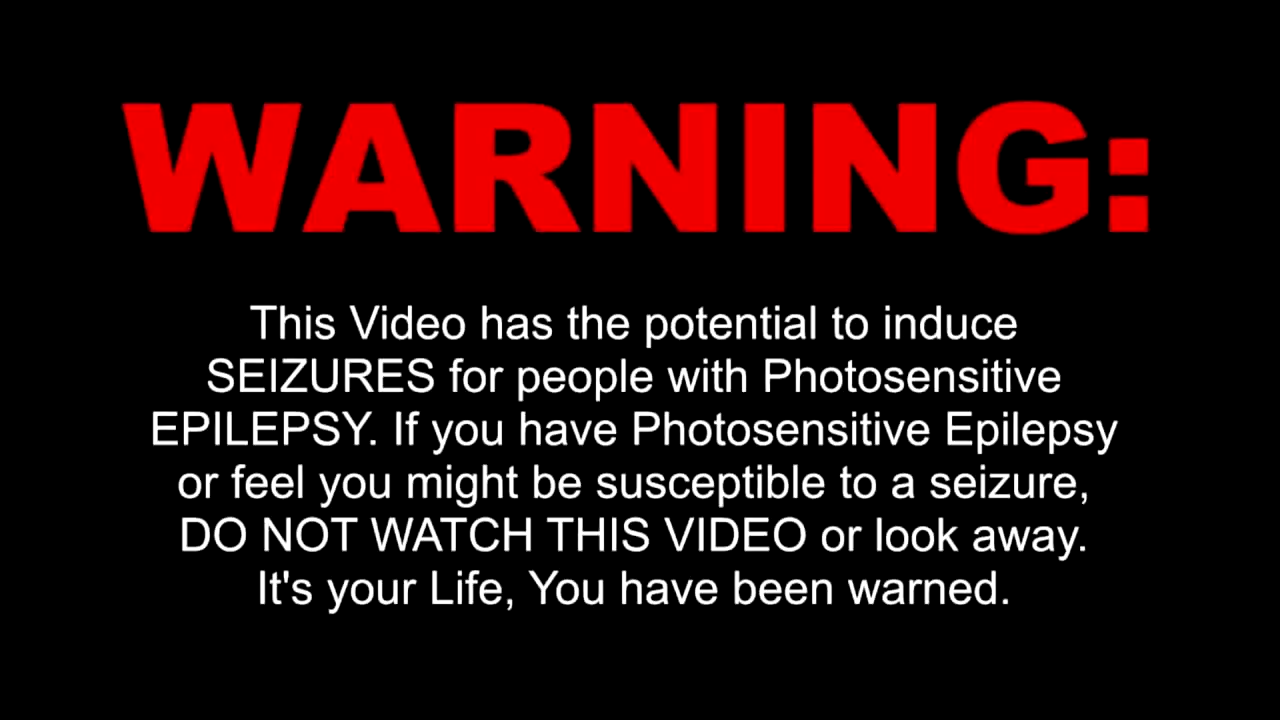 WARNING:
This Video has the potential to induce
SEIZURES for people with Photosensitive
EPILEPSY. If you have Photosensitive Epilepsy
or feel you might be susceptible to a seizure,
DO NOT WATCH THIS VIDEO or look away.
It's your Life, You have been warned.